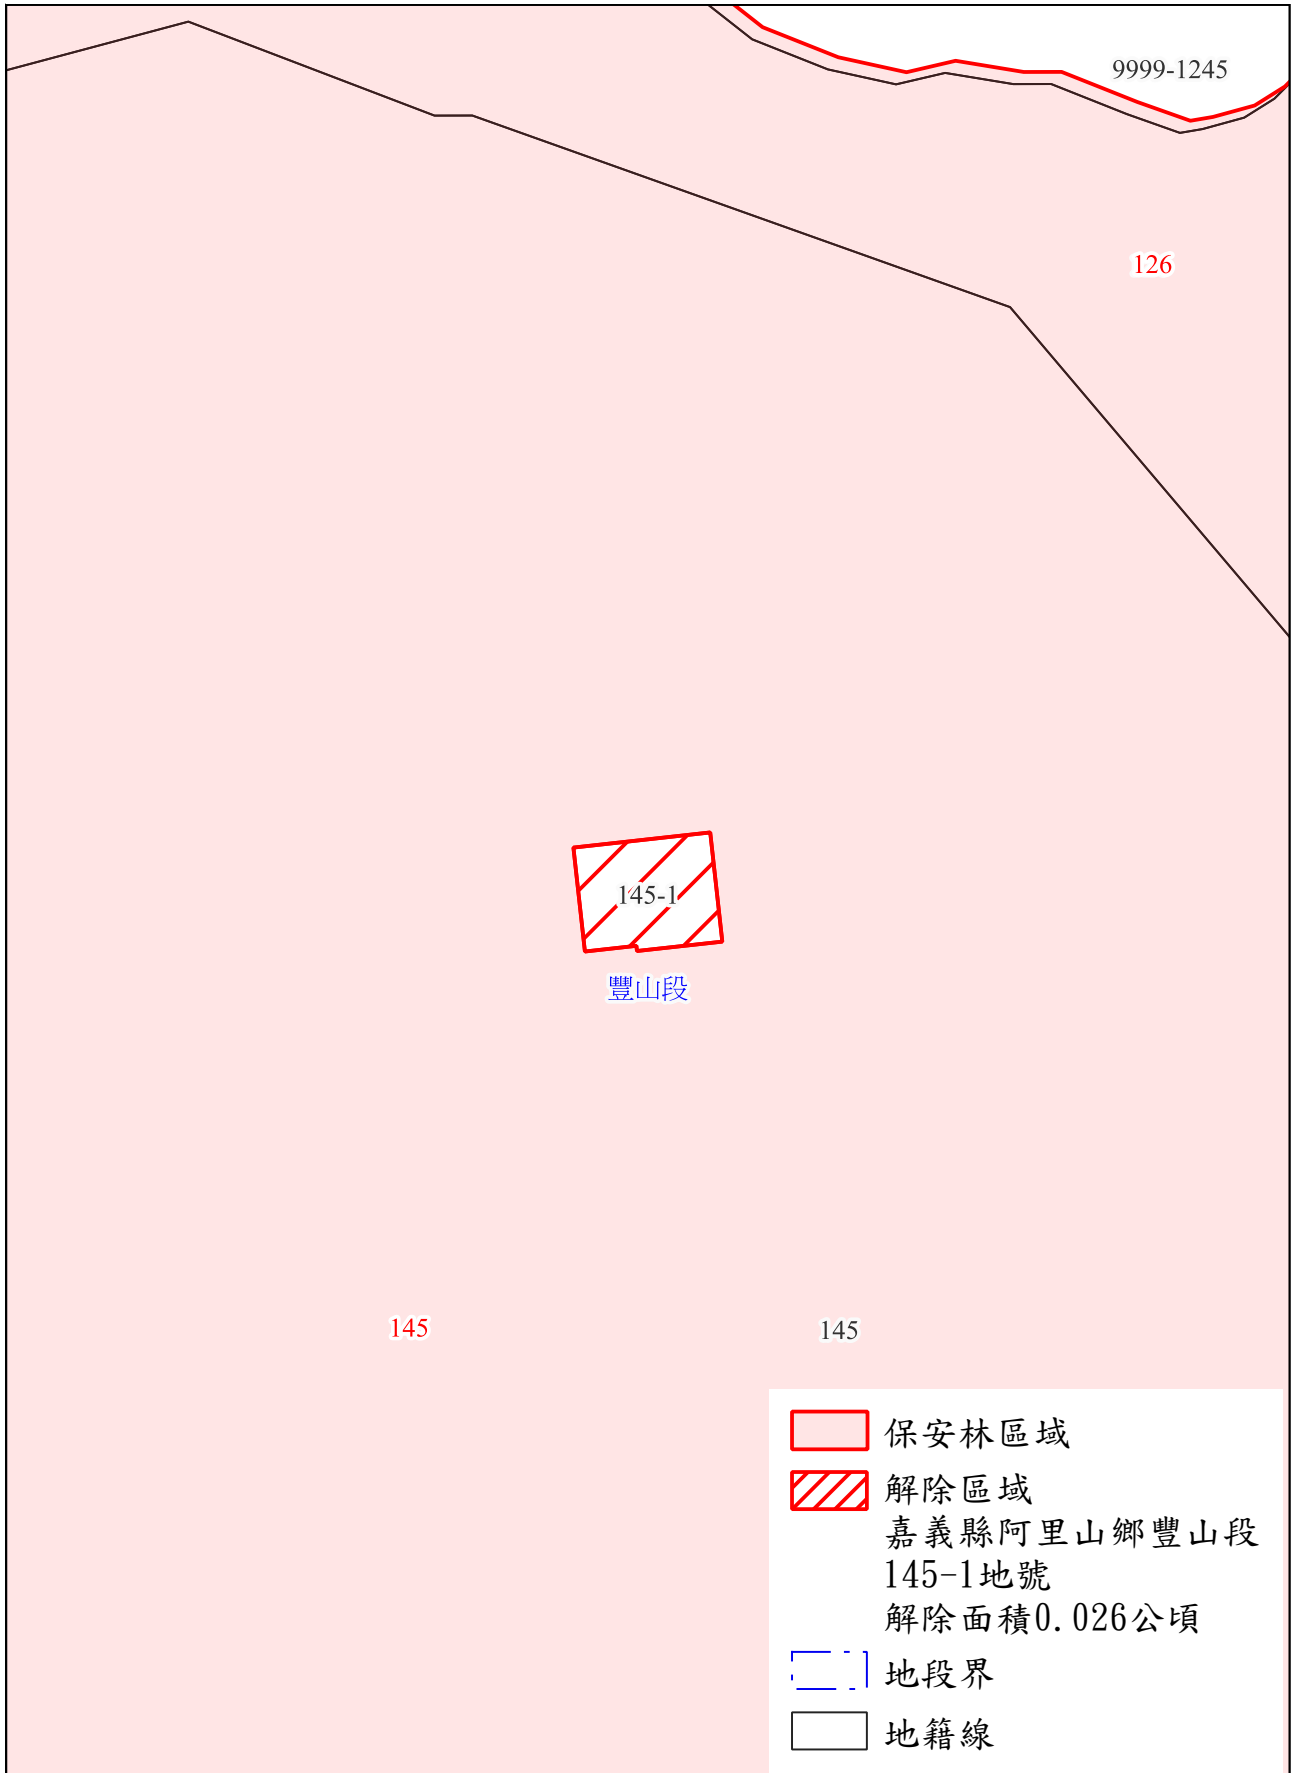 9999-1245
126
145-1
豐山段
145
145
保安林區域
解除區域
嘉義縣阿里山鄉豐山段
145-1地號
解除面積0.026公頃
地段界
地籍線